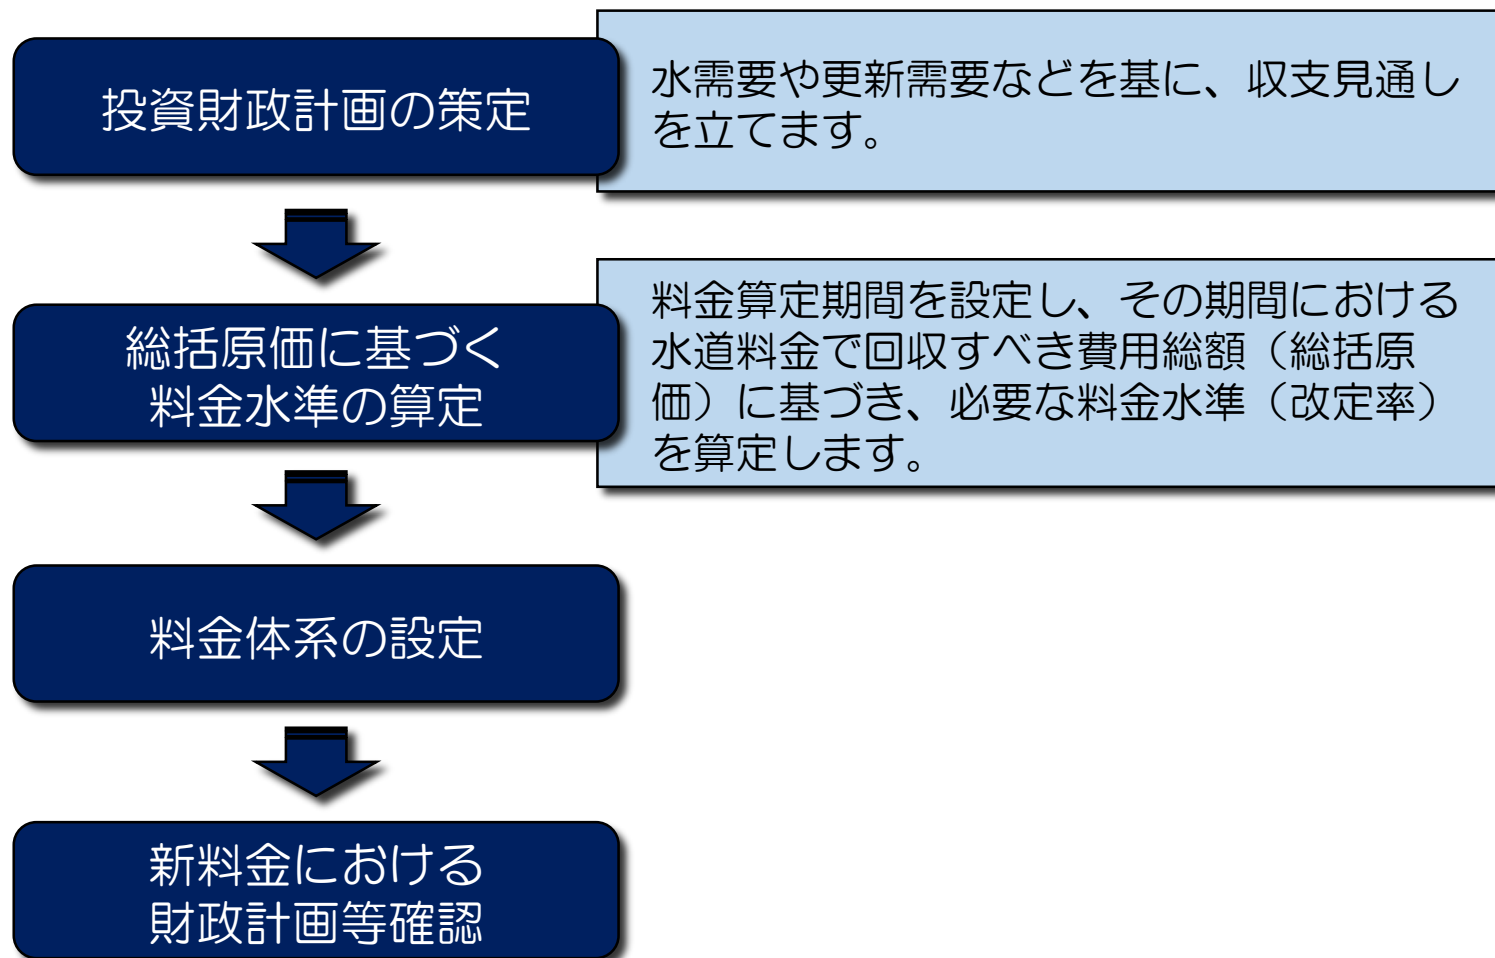 投資財政計画の策定
水需要や更新需要などを基に、収支見通し
を立てます。
総括原価に基づく
料金水準の算定
料金算定期間を設定し、その期間における
水道料金で回収すべき費用総額（総括原
価）に基づき、必要な料金水準（改定率）
を算定します。
料金体系の設定
新料金における
財政計画等確認